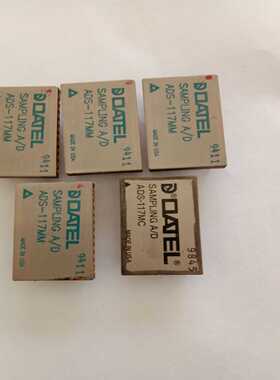 DATEL
SAMPLING A/D
ADS-117MM
MADE IN USA
9411
DATEL
SAMPLING A/D
ADS-117MM
MADE IN USA
9411
DATEL
SAMPLING A/D
ADS-117MM
MADE IN USA
9411
DATEL
SAMPLING A/D
ADS-117MM
MADE IN USA
9411
DATEL®
SAMPLING A/D
ADS-117MC
MADE IN USA
9845